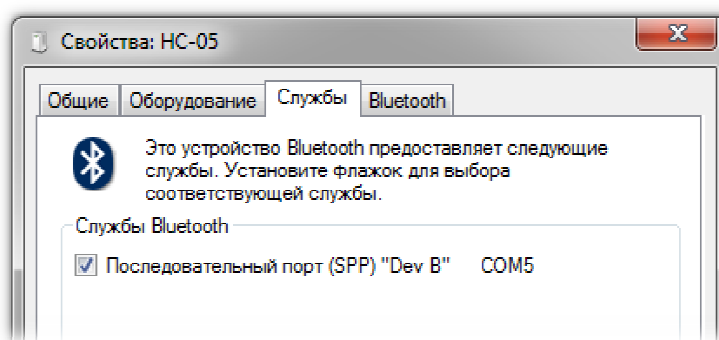 Свойства: HC-05
Общие Оборудование Службы Bluetooth
Это устройство Bluetooth предоставляет следующие
службы. Установите флажок для выбора
соответствующей службы.
Службы Bluetooth
Последовательный порт (SPP) "Dev B" COM5